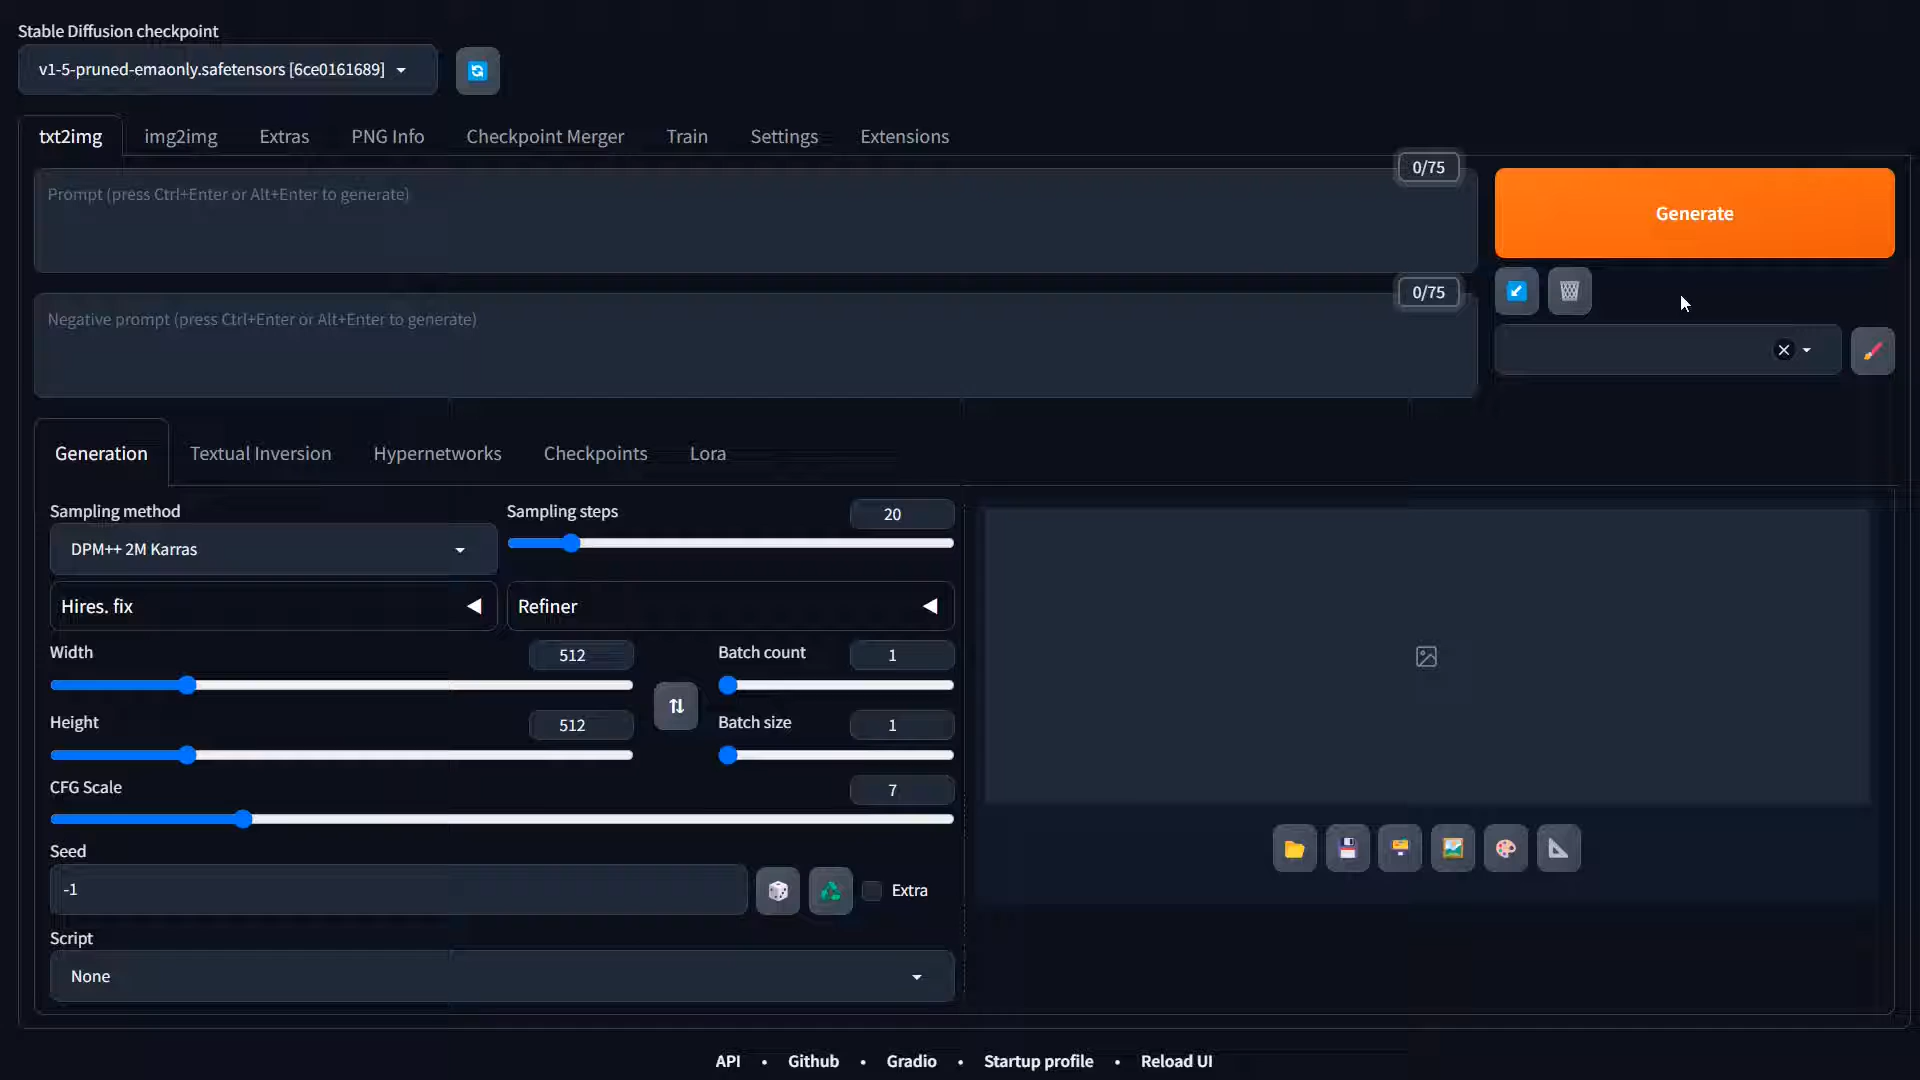 Stable Diffusion checkpoint
v1-5-pruned-emaonly.safetensors [6ce0161689]
txt2img img2img Extras PNG Info Checkpoint Merger Train Settings Extensions
0/75
Prompt (press Ctrl+Enter or Alt+Enter to generate)
Generate
0/75
Negative prompt (press Ctrl+Enter or Alt+Enter to generate)
Generation Textual Inversion Hypernetworks Checkpoints Lora
Sampling method
DPM++ 2M Karras
Sampling steps 20
Hires. fix
Refiner
Width 512
Batch count 1
Height 512
Batch size 1
CFG Scale 7
Seed
-1
Extra
Script
None
API • Github • Gradio • Startup profile • Reload UI